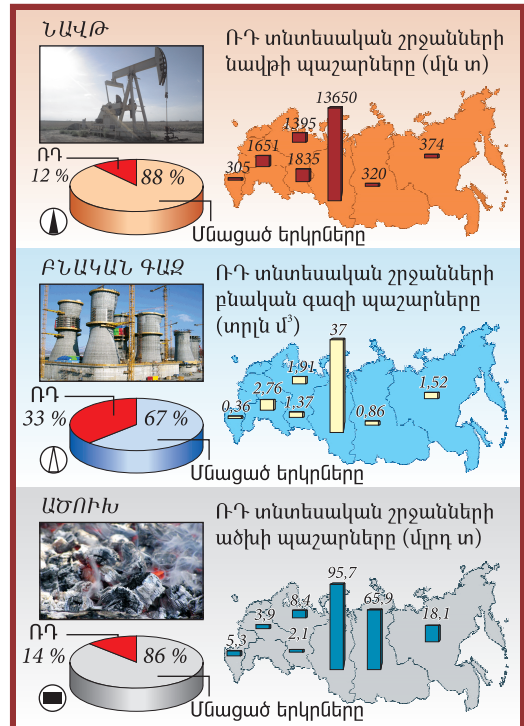 ՆԱՎԹ
ՌԴ տնտեսական շրջանների
նավթի պաշարները (մլն տ)
13650
1395
1651
1835
305
320
374
ՌԴ
12 %
88 %
Մնացած երկրները
ԲՆԱԿԱՆ ԳԱԶ
ՌԴ տնտեսական շրջանների
բնական գազի պաշարները
(տրլն մ³)
37
1,91
2,76
1,37
0,36
0,86
1,52
ՌԴ
33 %
67 %
Մնացած երկրները
ԱԾՈՒԽ
ՌԴ տնտեսական շրջանների
ածխի պաշարները (մլրդ տ)
95,7
65,9
8,4
3,9
2,1
5,3
18,1
ՌԴ
14 %
86 %
Մնացած երկրները